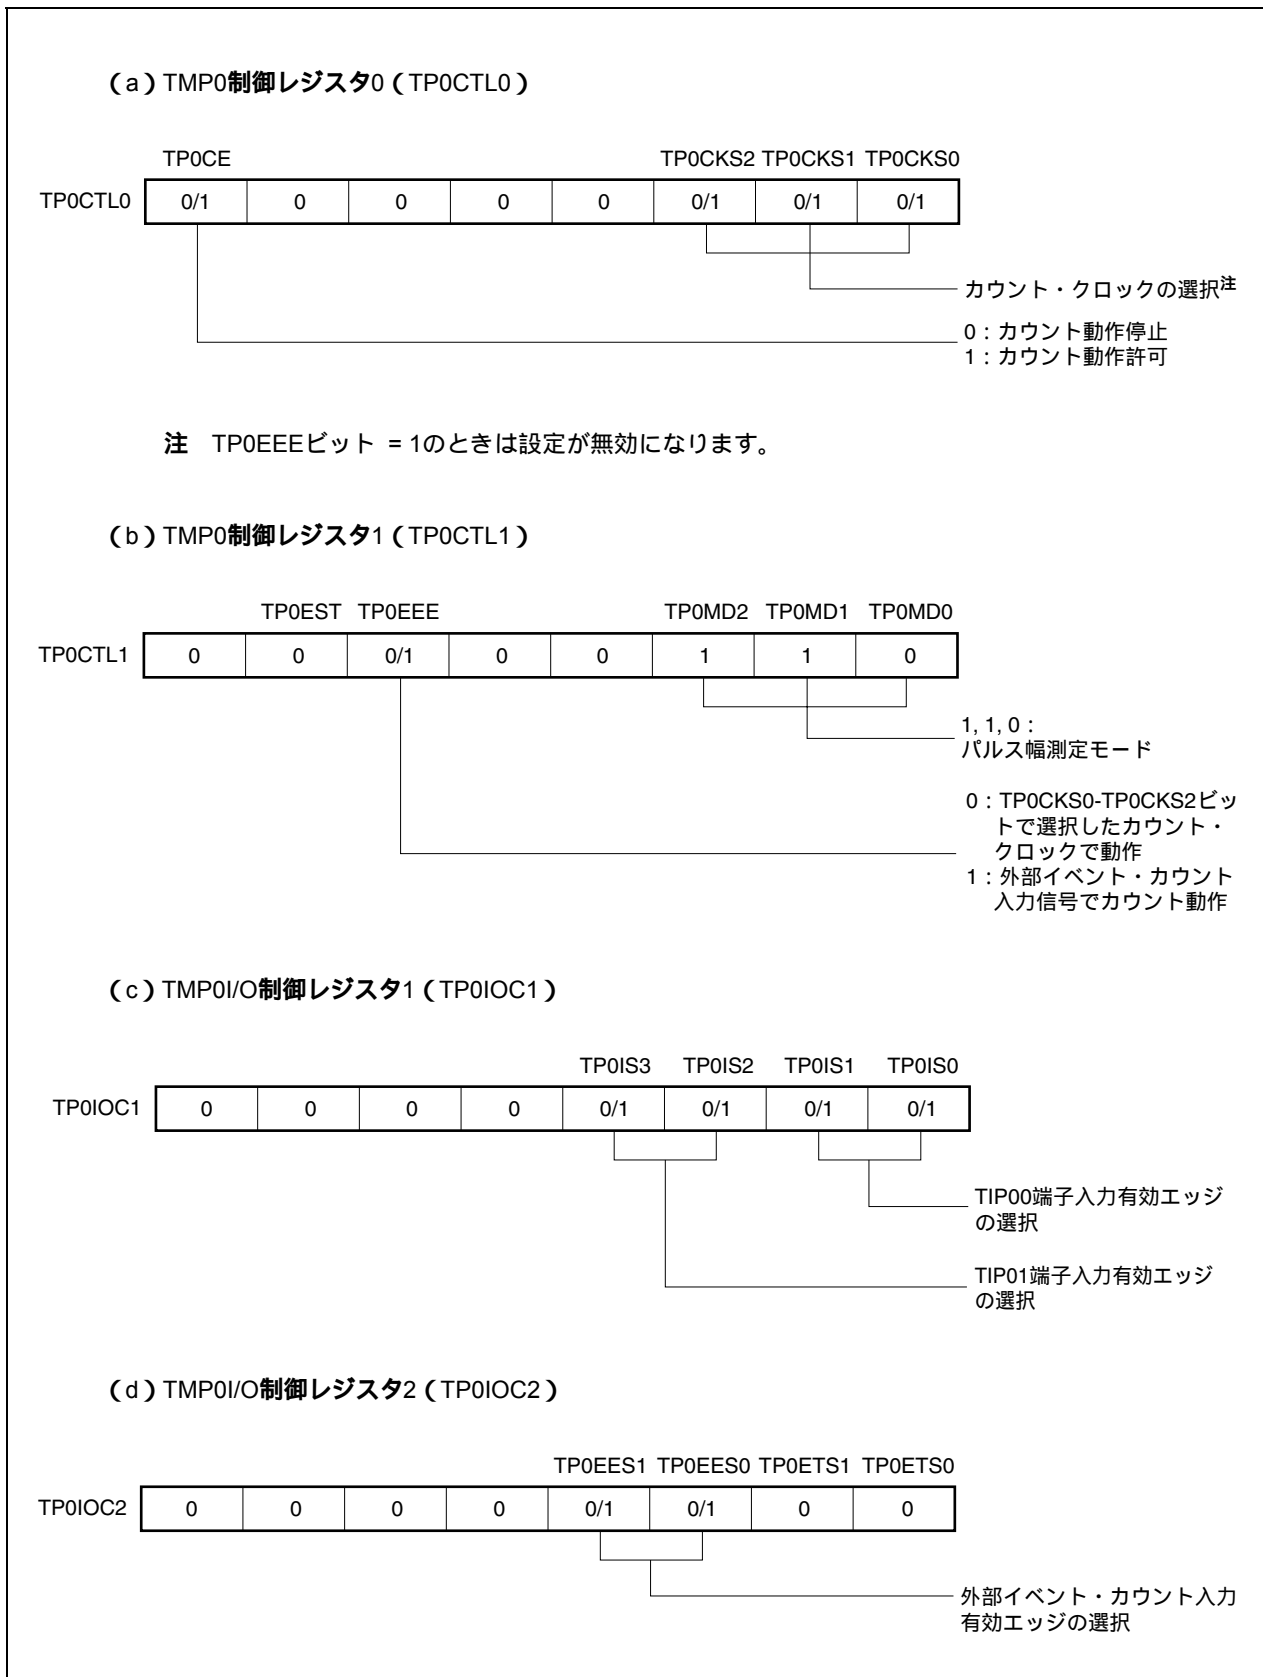 （a）TMP0制御レジスタ0（TP0CTL0）
TP0CE TP0CKS2 TP0CKS1 TP0CKS0
TP0CTL0 0/1 0 0 0 0 0/1 0/1 0/1
カウント・クロックの選択注
0：カウント動作停止
1：カウント動作許可
注 TP0EEEビット = 1のときは設定が無効になります。
（b）TMP0制御レジスタ1（TP0CTL1）
TP0EST TP0EEE TP0MD2 TP0MD1 TP0MD0
TP0CTL1 0 0 0/1 0 0 1 1 0
1, 1, 0：
パルス幅測定モード
0：TP0CKS0-TP0CKS2ビッ
トで選択したカウント・
クロックで動作
1：外部イベント・カウント
入力信号でカウント動作
（c）TMP0I/O制御レジスタ1（TP0IOC1）
TP0IS3 TP0IS2 TP0IS1 TP0IS0
TP0IOC1 0 0 0 0 0/1 0/1 0/1 0/1
TIP00端子入力有効エッジ
の選択
TIP01端子入力有効エッジ
の選択
（d）TMP0I/O制御レジスタ2（TP0IOC2）
TP0EES1 TP0EES0 TP0ETS1 TP0ETS0
TP0IOC2 0 0 0 0 0/1 0/1 0 0
外部イベント・カウント入力
有効エッジの選択